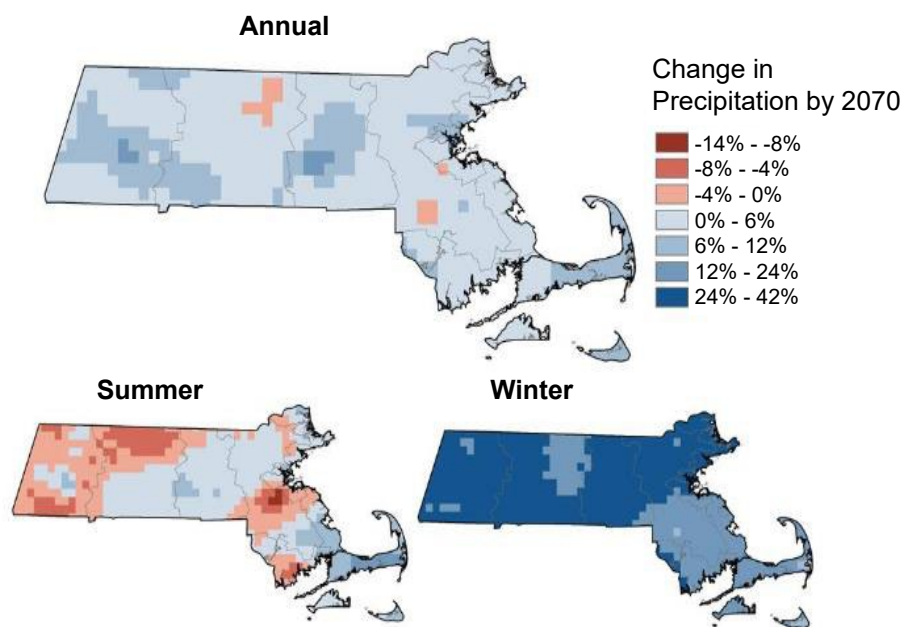 Annual
Change in
Precipitation by 2070
-14% - -8%
-8% - -4%
-4% - 0%
0% - 6%
6% - 12%
12% - 24%
24% - 42%
Summer
Winter